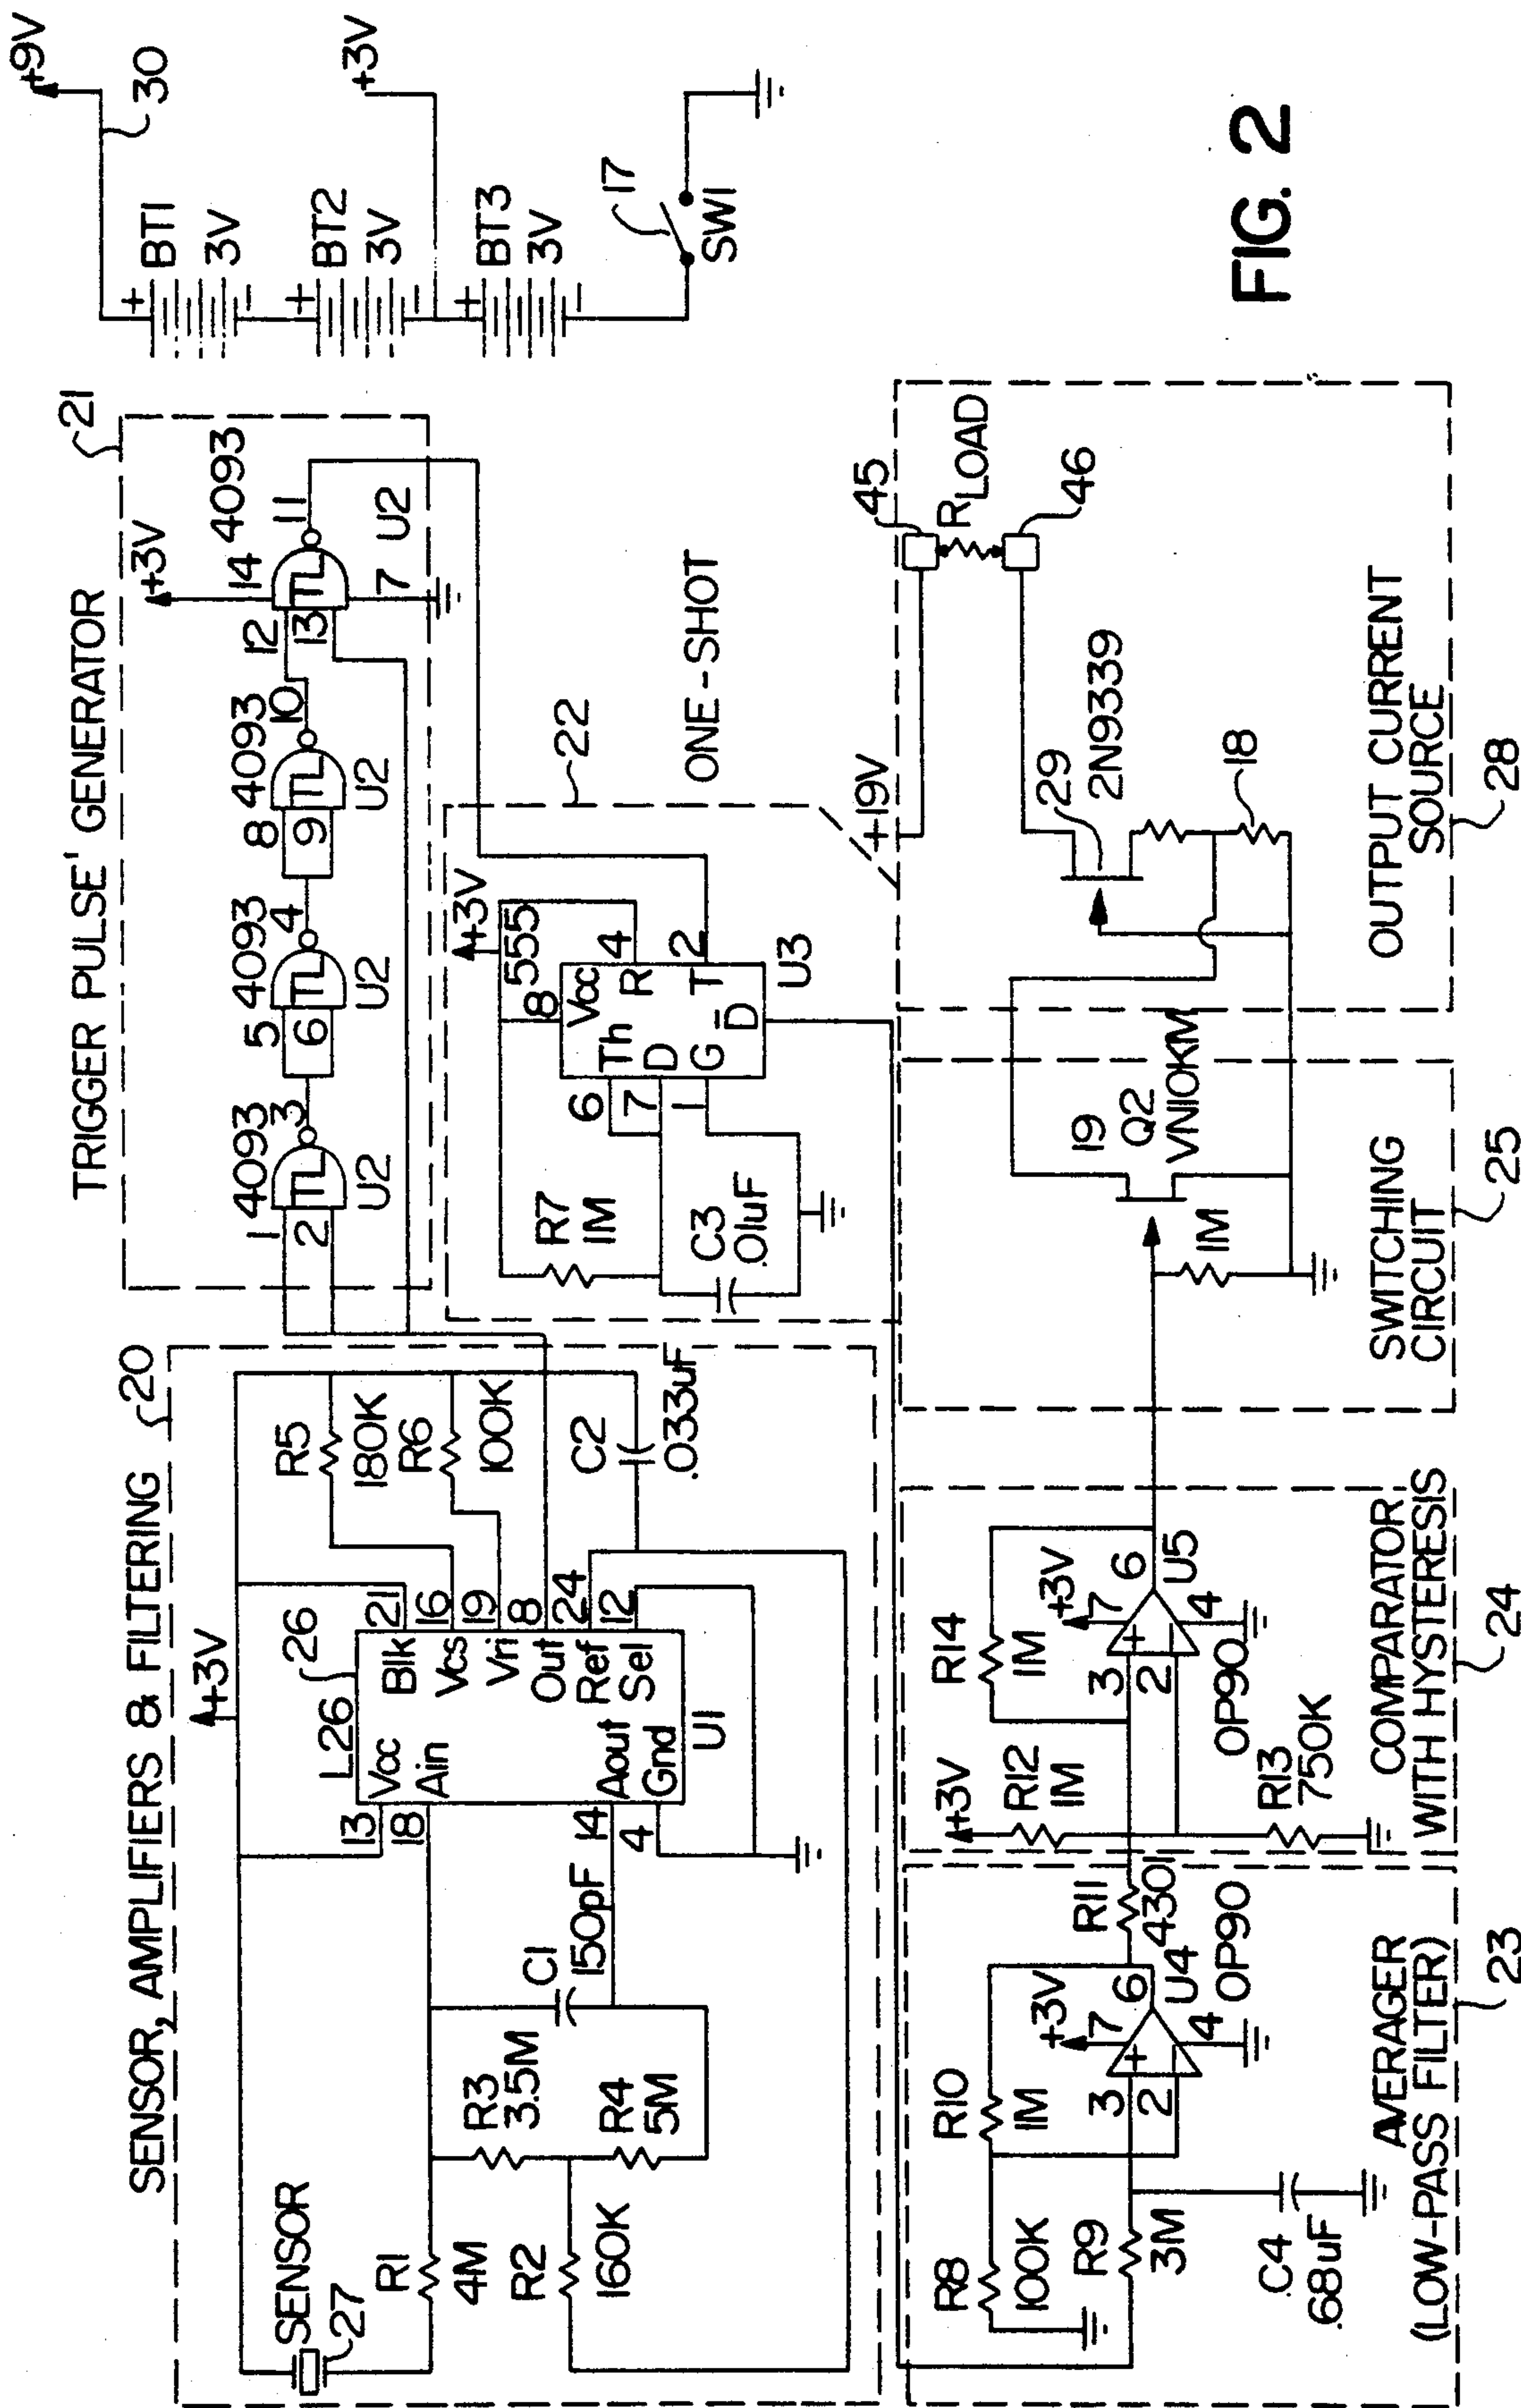 SENSOR, AMPLIFIERS & FILTERING
20
+3V
SENSOR
27
R1
4M
R2
160K
R3
3.5M
R4
5M
C1
150pF
L26
26
13
Vcc
18
Ain
14
Aout
4
Gnd
U1
Blk
21
Vcs
16
Vri
19
Out
8
Ref
24
Sel
12
R5
180K
R6
100K
C2
.033uF
TRIGGER PULSE' GENERATOR
21
1
2
4093
TL
3
U2
5
6
4093
TL
4
U2
8
9
4093
TL
10
U2
+3V
12
13
14
4093
TL
11
7
U2
+9V
30
+
BT1
3V
-
+
BT2
3V
-
+3V
+
BT3
3V
-
17
SW1
ONE-SHOT
22
+3V
R7
1M
C3
.01uF
555
8
Vcc
6
Th
7
D
1
G
R
4
T
2
D
U3
R8
100K
R9
3M
C4
.68uF
R10
1M
+3V
3
+
2
-
7
6
4
U4
OP90
R11
430
AVERAGER
(LOW-PASS FILTER)
23
+3V
R12
1M
R13
750K
R14
1M
+3V
3
+
2
-
7
6
4
U5
OP90
COMPARATOR
WITH HYSTERESIS
24
1M
19
Q2
VN10KM
SWITCHING
CIRCUIT
25
+19V
45
RLOAD
46
29
2N9339
18
OUTPUT CURRENT
SOURCE
28
FIG. 2